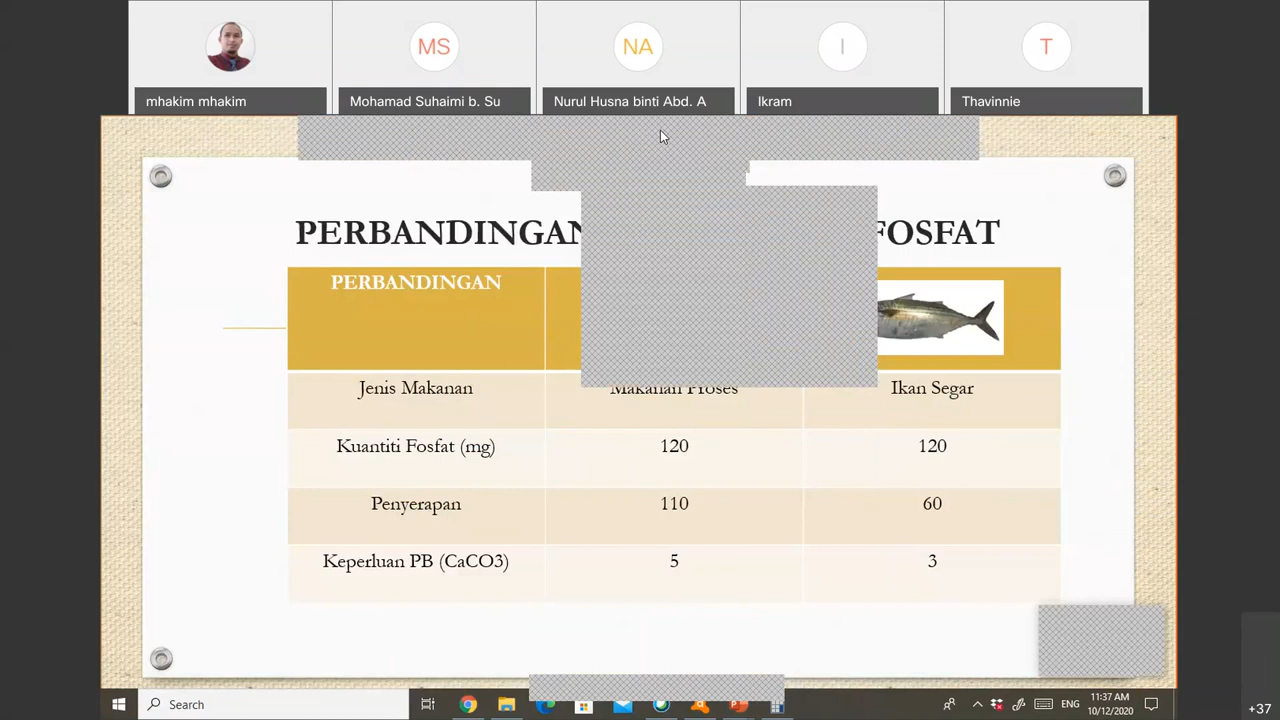 MS
NA
I
T
mhakim mhakim
Mohamad Suhaimi b. Su
Nurul Husna binti Abd. A
Ikram
Thavinnie
PERBANDINGAN FOSFAT
PERBANDINGAN
Jenis Makanan Makanan Proses Ikan Segar
Kuantiti Fosfat (mg) 120 120
Penyerapan 110 60
Keperluan PB (CaCO3) 5 3
Search
ENG
11:37 AM
10/12/2020
+37